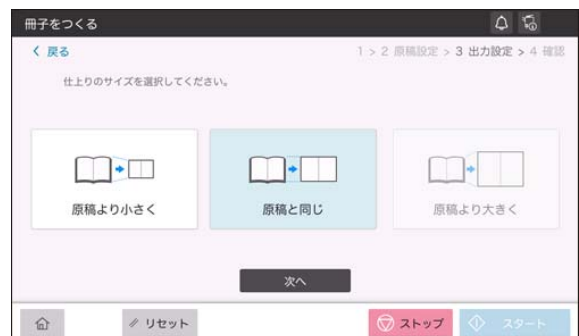 冊子をつくる
く 戻る
1 > 2 原稿設定 > 3 出力設定 > 4 確認
仕上りのサイズを選択してください。
原稿より小さく
原稿と同じ
原稿より大きく
次へ
リセット
ストップ
スタート